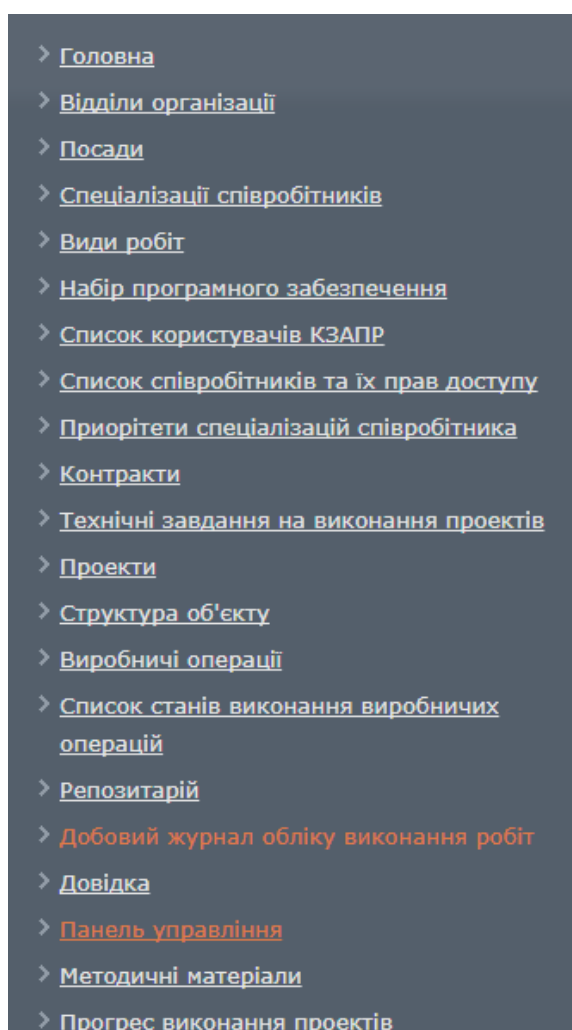 Головна
Відділи організації
Посади
Спеціалізації співробітників
Види робіт
Набір програмного забезпечення
Список користувачів КЗАПР
Список співробітників та їх прав доступу
Приорітети спеціалізацій співробітника
Контракти
Технічні завдання на виконання проектів
Проекти
Структура об'єкту
Виробничі операції
Список станів виконання виробничих
операцій
Репозитарій
Добовий журнал обліку виконання робіт
Довідка
Панель управління
Методичні матеріали
Прогрес виконання проектів